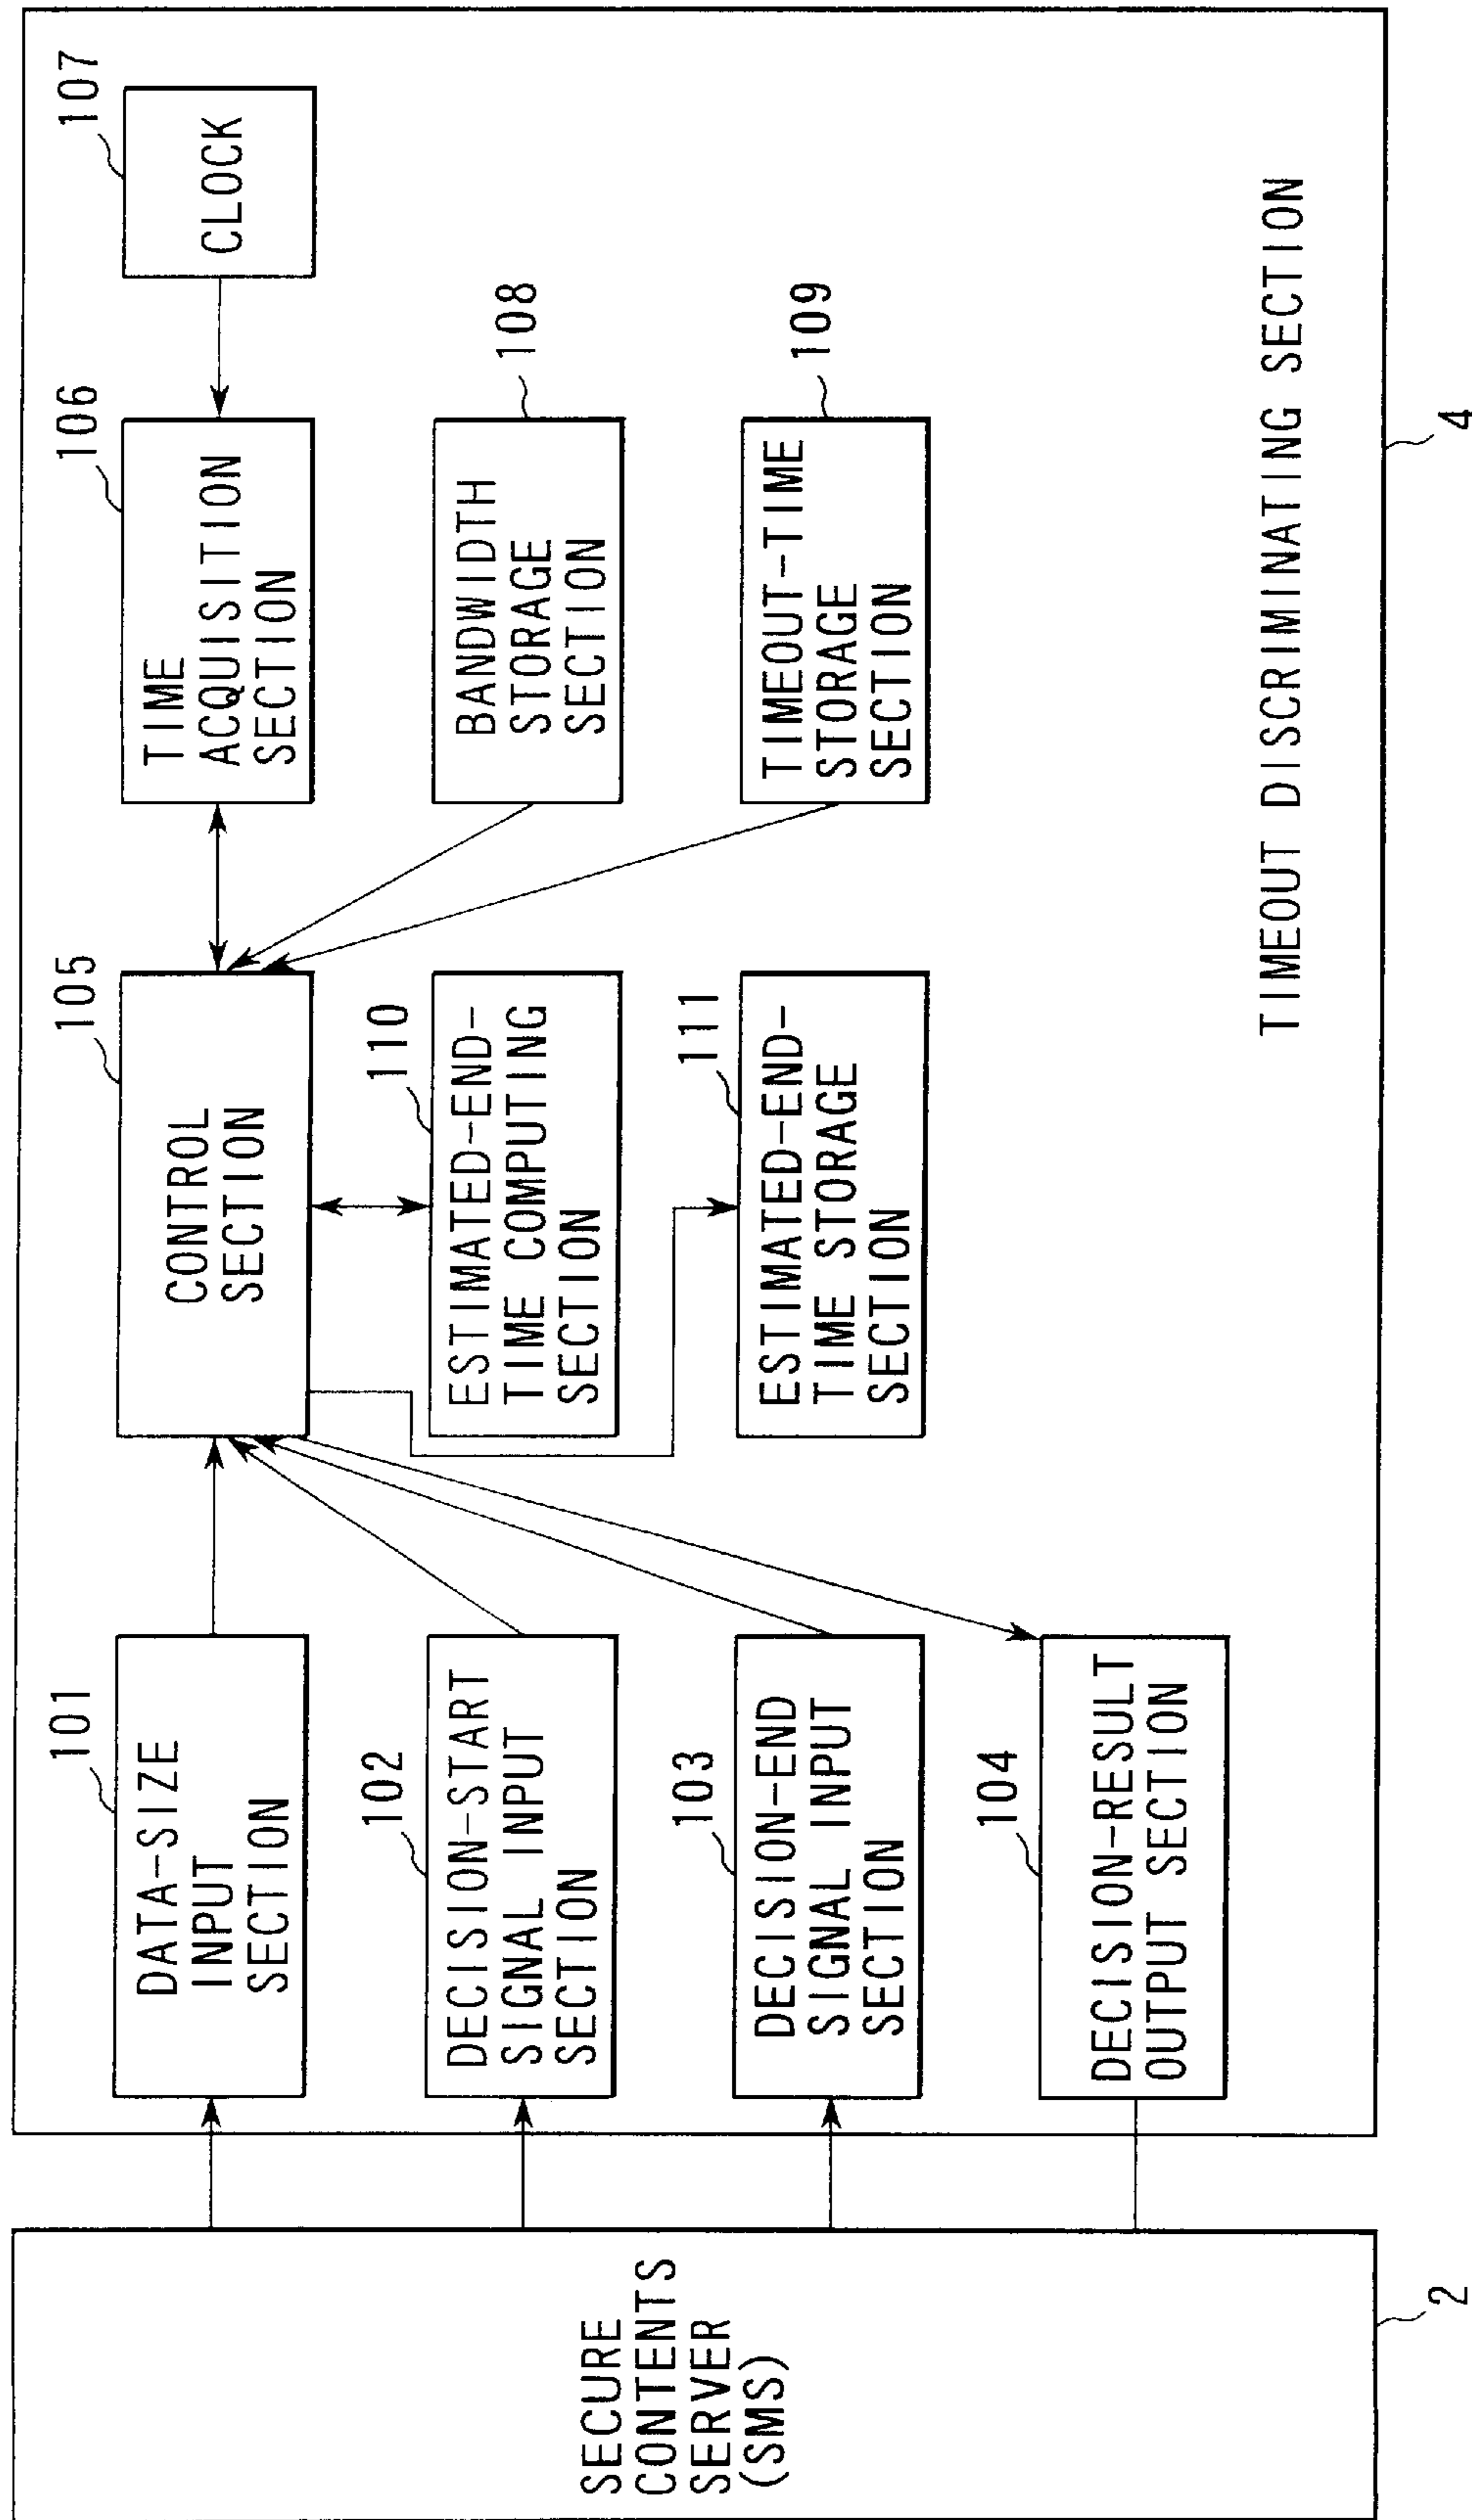 SECURE
CONTENTS
SERVER
(SMS)
2
101
DATA-SIZE
INPUT
SECTION
102
DECISION-START
SIGNAL INPUT
SECTION
103
DECISION-END
SIGNAL INPUT
SECTION
104
DECISION-RESULT
OUTPUT SECTION
105
CONTROL
SECTION
110
ESTIMATED-END-
TIME COMPUTING
SECTION
111
ESTIMATED-END-
TIME STORAGE
SECTION
106
TIME
ACQUISITION
SECTION
107
CLOCK
108
BANDWIDTH
STORAGE
SECTION
109
TIMEOUT-TIME
STORAGE
SECTION
TIMEOUT DISCRIMINATING SECTION
4